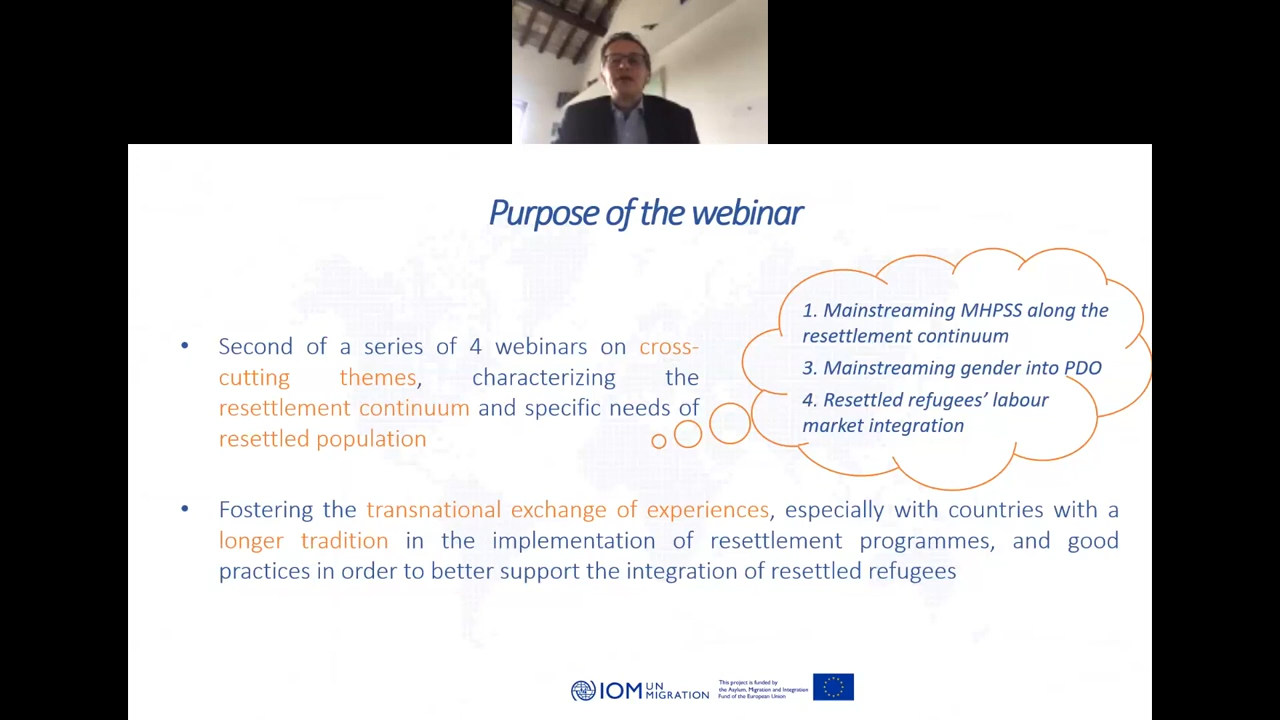 Purpose of the webinar
• Second of a series of 4 webinars on cross-
cutting themes, characterizing the
resettlement continuum and specific needs of
resettled population
1. Mainstreaming MHPSS along the
resettlement continuum
3. Mainstreaming gender into PDO
4. Resettled refugees’ labour
market integration
• Fostering the transnational exchange of experiences, especially with countries with a
longer tradition in the implementation of resettlement programmes, and good
practices in order to better support the integration of resettled refugees
IOM UN MIGRATION
This project is funded by
the Asylum, Migration and Integration
Fund of the European Union